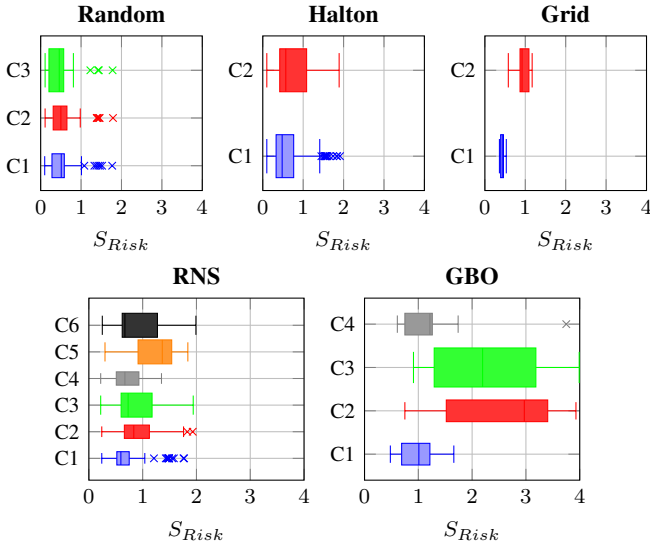 Random
Halton
Grid
C3
C2
C1
0 1 2 3 4
S_Risk
C2
C1
0 1 2 3 4
S_Risk
C2
C1
0 1 2 3 4
S_Risk
RNS
GBO
C6
C5
C4
C3
C2
C1
0 1 2 3 4
S_Risk
C4
C3
C2
C1
0 1 2 3 4
S_Risk